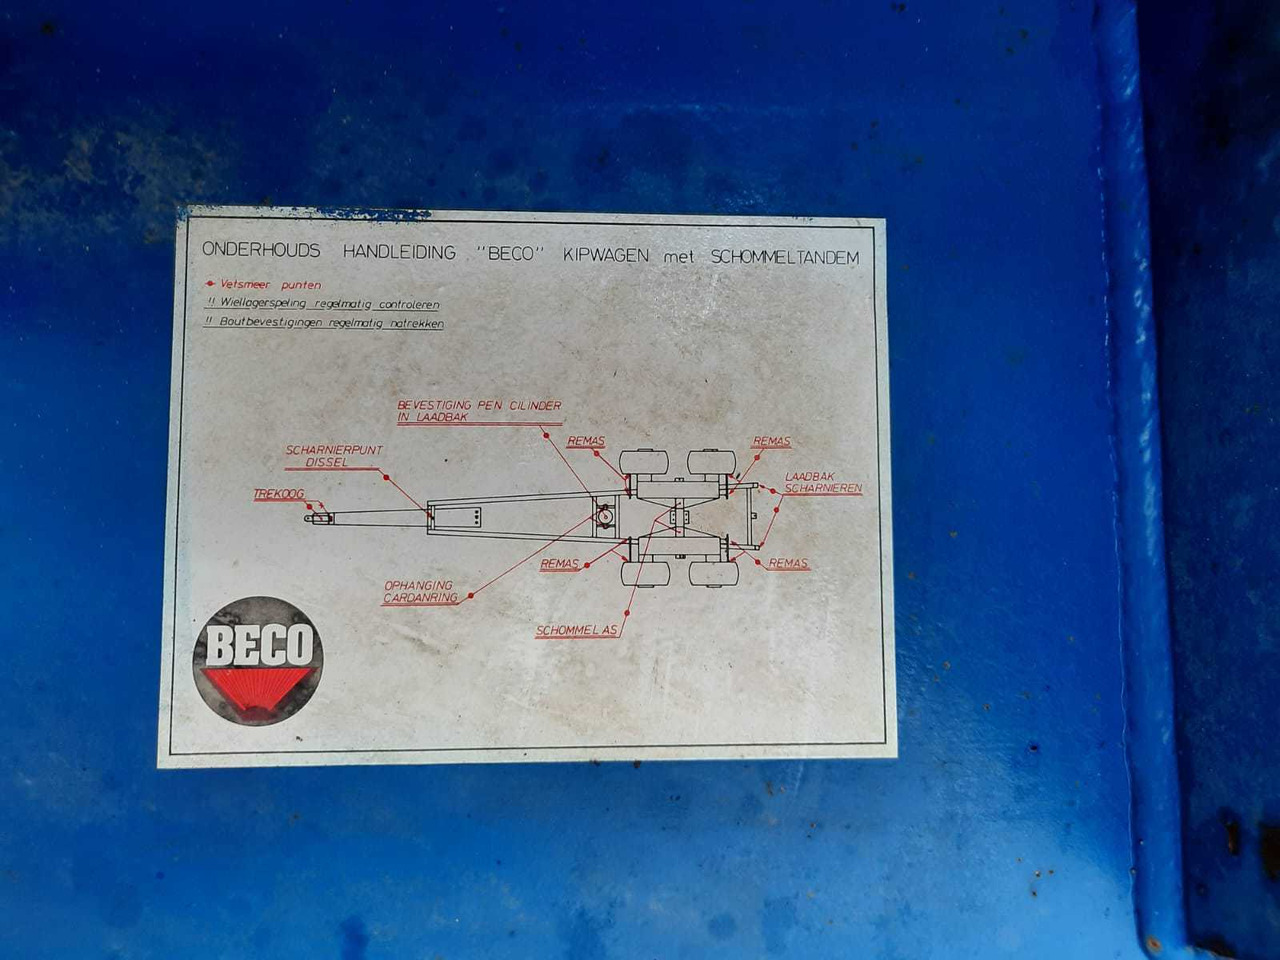 ONDERHOUDS HANDLEIDING "BECO" KIPWAGEN met SCHOMMELTANDEM
Vetsmeer punten
!! Wiellagerspeling regelmatig controleren
!! Boutbevestigingen regelmatig natrekken
BEVESTIGING PEN CILINDER
IN LAADBAK
REMAS
REMAS
SCHARNIERPUNT
DISSEL
LAADBAK
SCHARNIEREN
TREKOOG
REMAS
REMAS
OPHANGING
CARDANRING
SCHOMMEL AS
BECO